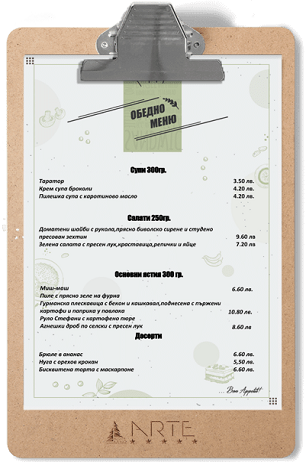 ОБЕДНО
МЕНЮ
Супи 300гр.
Таратор 3.50 лв.
Крем супа броколи 4.20 лв.
Пилешка супа с каротиново масло 4.20 лв.
Салати 250гр.
Доматени шайби с рукола,прясно биволско сирене и студено
пресован зехтин 9.60 лв
Зелена салата с пресен лук,краставица,репички и яйце 7.20 лв
Основни ястия 300 гр.
Миш-маш 6.60 лв.
Пиле с прясно зеле на фурна
Гурманска плескавица с бекон и кашкавал,поднесена с пържени
картофи и паприка у павлака 10.80 лв.
Руло Стефани с картофено пюре
Агнешки дроб по селски с пресен лук 8.60 лв
Десерти
Брюле в ананас 6.60 лв.
Нуга с орехов крокан 5,50 лв.
Бисквитена торта с маскарпоне 6.60 лв.
Bon Appetit!
ARTE